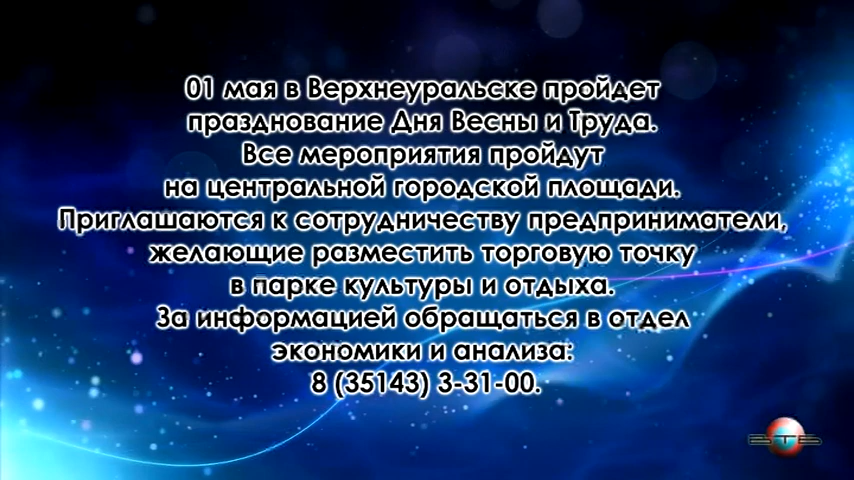 01 мая в Верхнеуральске пройдет
празднование Дня Весны и Труда.
Все мероприятия пройдут
на центральной городской площади.
Приглашаются к сотрудничеству предприниматели,
желающие разместить торговую точку
в парке культуры и отдыха.
За информацией обращаться в отдел
экономики и анализа:
8 (35143) 3-31-00.